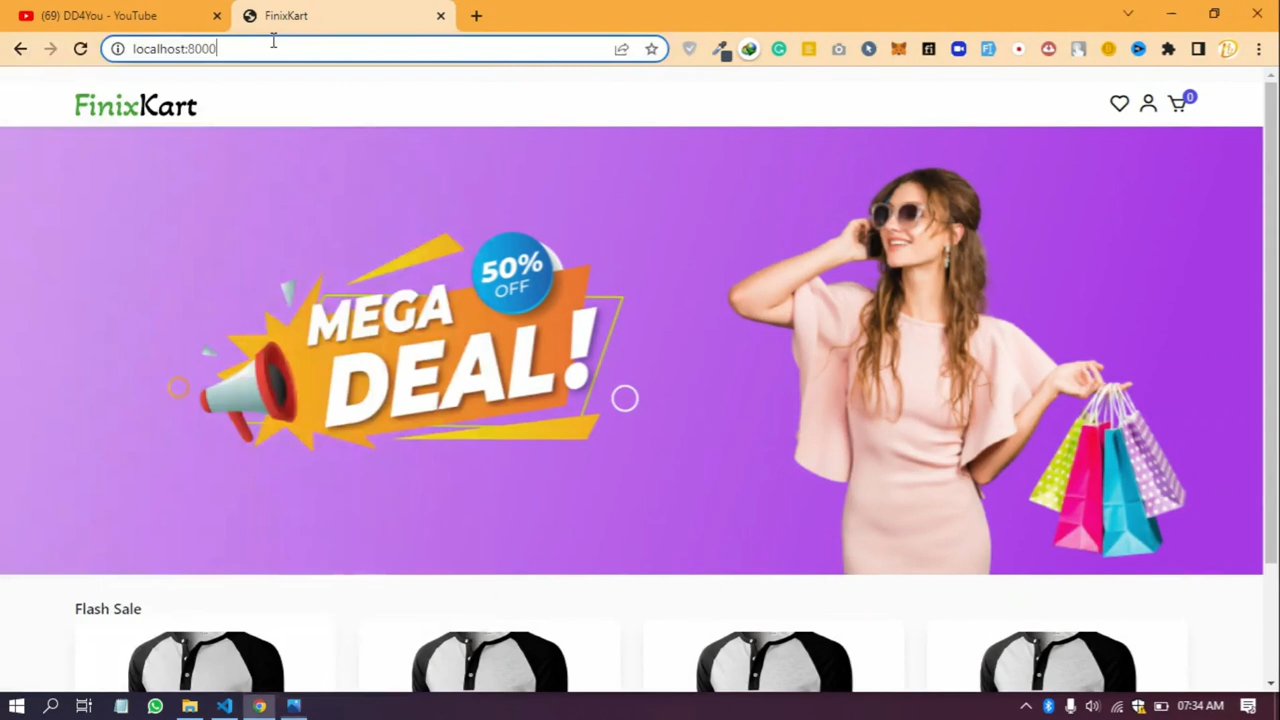 (69) DD4You - YouTube
FinixKart
localhost:8000
FinixKart
0
50%
OFF
MEGA
DEAL!
Flash Sale
07:34 AM